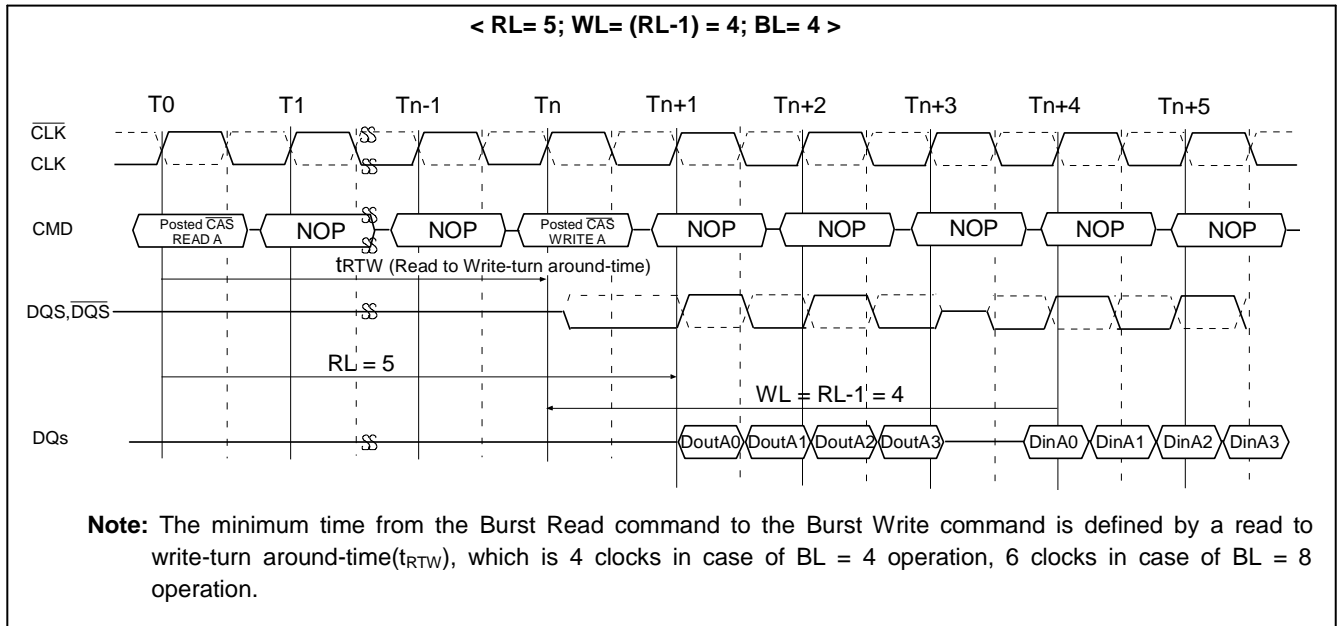 < RL= 5; WL= (RL-1) = 4; BL= 4 >
T0 T1 Tn-1 Tn Tn+1 Tn+2 Tn+3 Tn+4 Tn+5
CLK
CLK
CMD
Posted CAS
READ A
NOP
NOP
Posted CAS
WRITE A
NOP
NOP
NOP
NOP
NOP
tRTW (Read to Write-turn around-time)
DQS,DQS
RL = 5
WL = RL-1 = 4
DQs
DoutA0 DoutA1 DoutA2 DoutA3 DinA0 DinA1 DinA2 DinA3
Note: The minimum time from the Burst Read command to the Burst Write command is defined by a read to
write-turn around-time(tRTW), which is 4 clocks in case of BL = 4 operation, 6 clocks in case of BL = 8
operation.